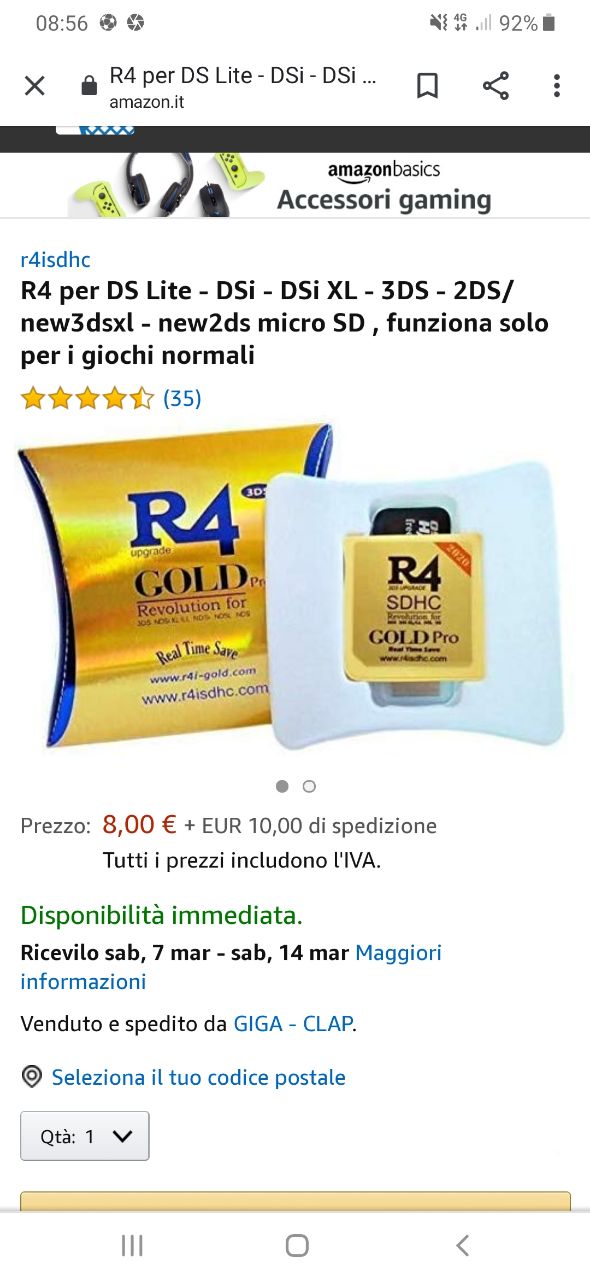 08:56
4G
92%
R4 per DS Lite - DSi - DSi ...
amazon.it
amazonbasics
Accessori gaming
r4isdhc
R4 per DS Lite - DSi - DSi XL - 3DS - 2DS/
new3dsxl - new2ds micro SD , funziona solo
per i giochi normali
(35)
R4
upgrade
GOLD
Revolution for
Real Time Save
www.r4i-gold.com
www.r4isdhc.com
2020
R4
3DS UPGRADE
SDHC
Revolution for
GOLD Pro
Real Time Save
www.r4isdhc.com
Prezzo: 8,00 € + EUR 10,00 di spedizione
Tutti i prezzi includono l'IVA.
Disponibilità immediata.
Ricevilo sab, 7 mar - sab, 14 mar Maggiori
informazioni
Venduto e spedito da GIGA - CLAP.
Seleziona il tuo codice postale
Qtà: 1